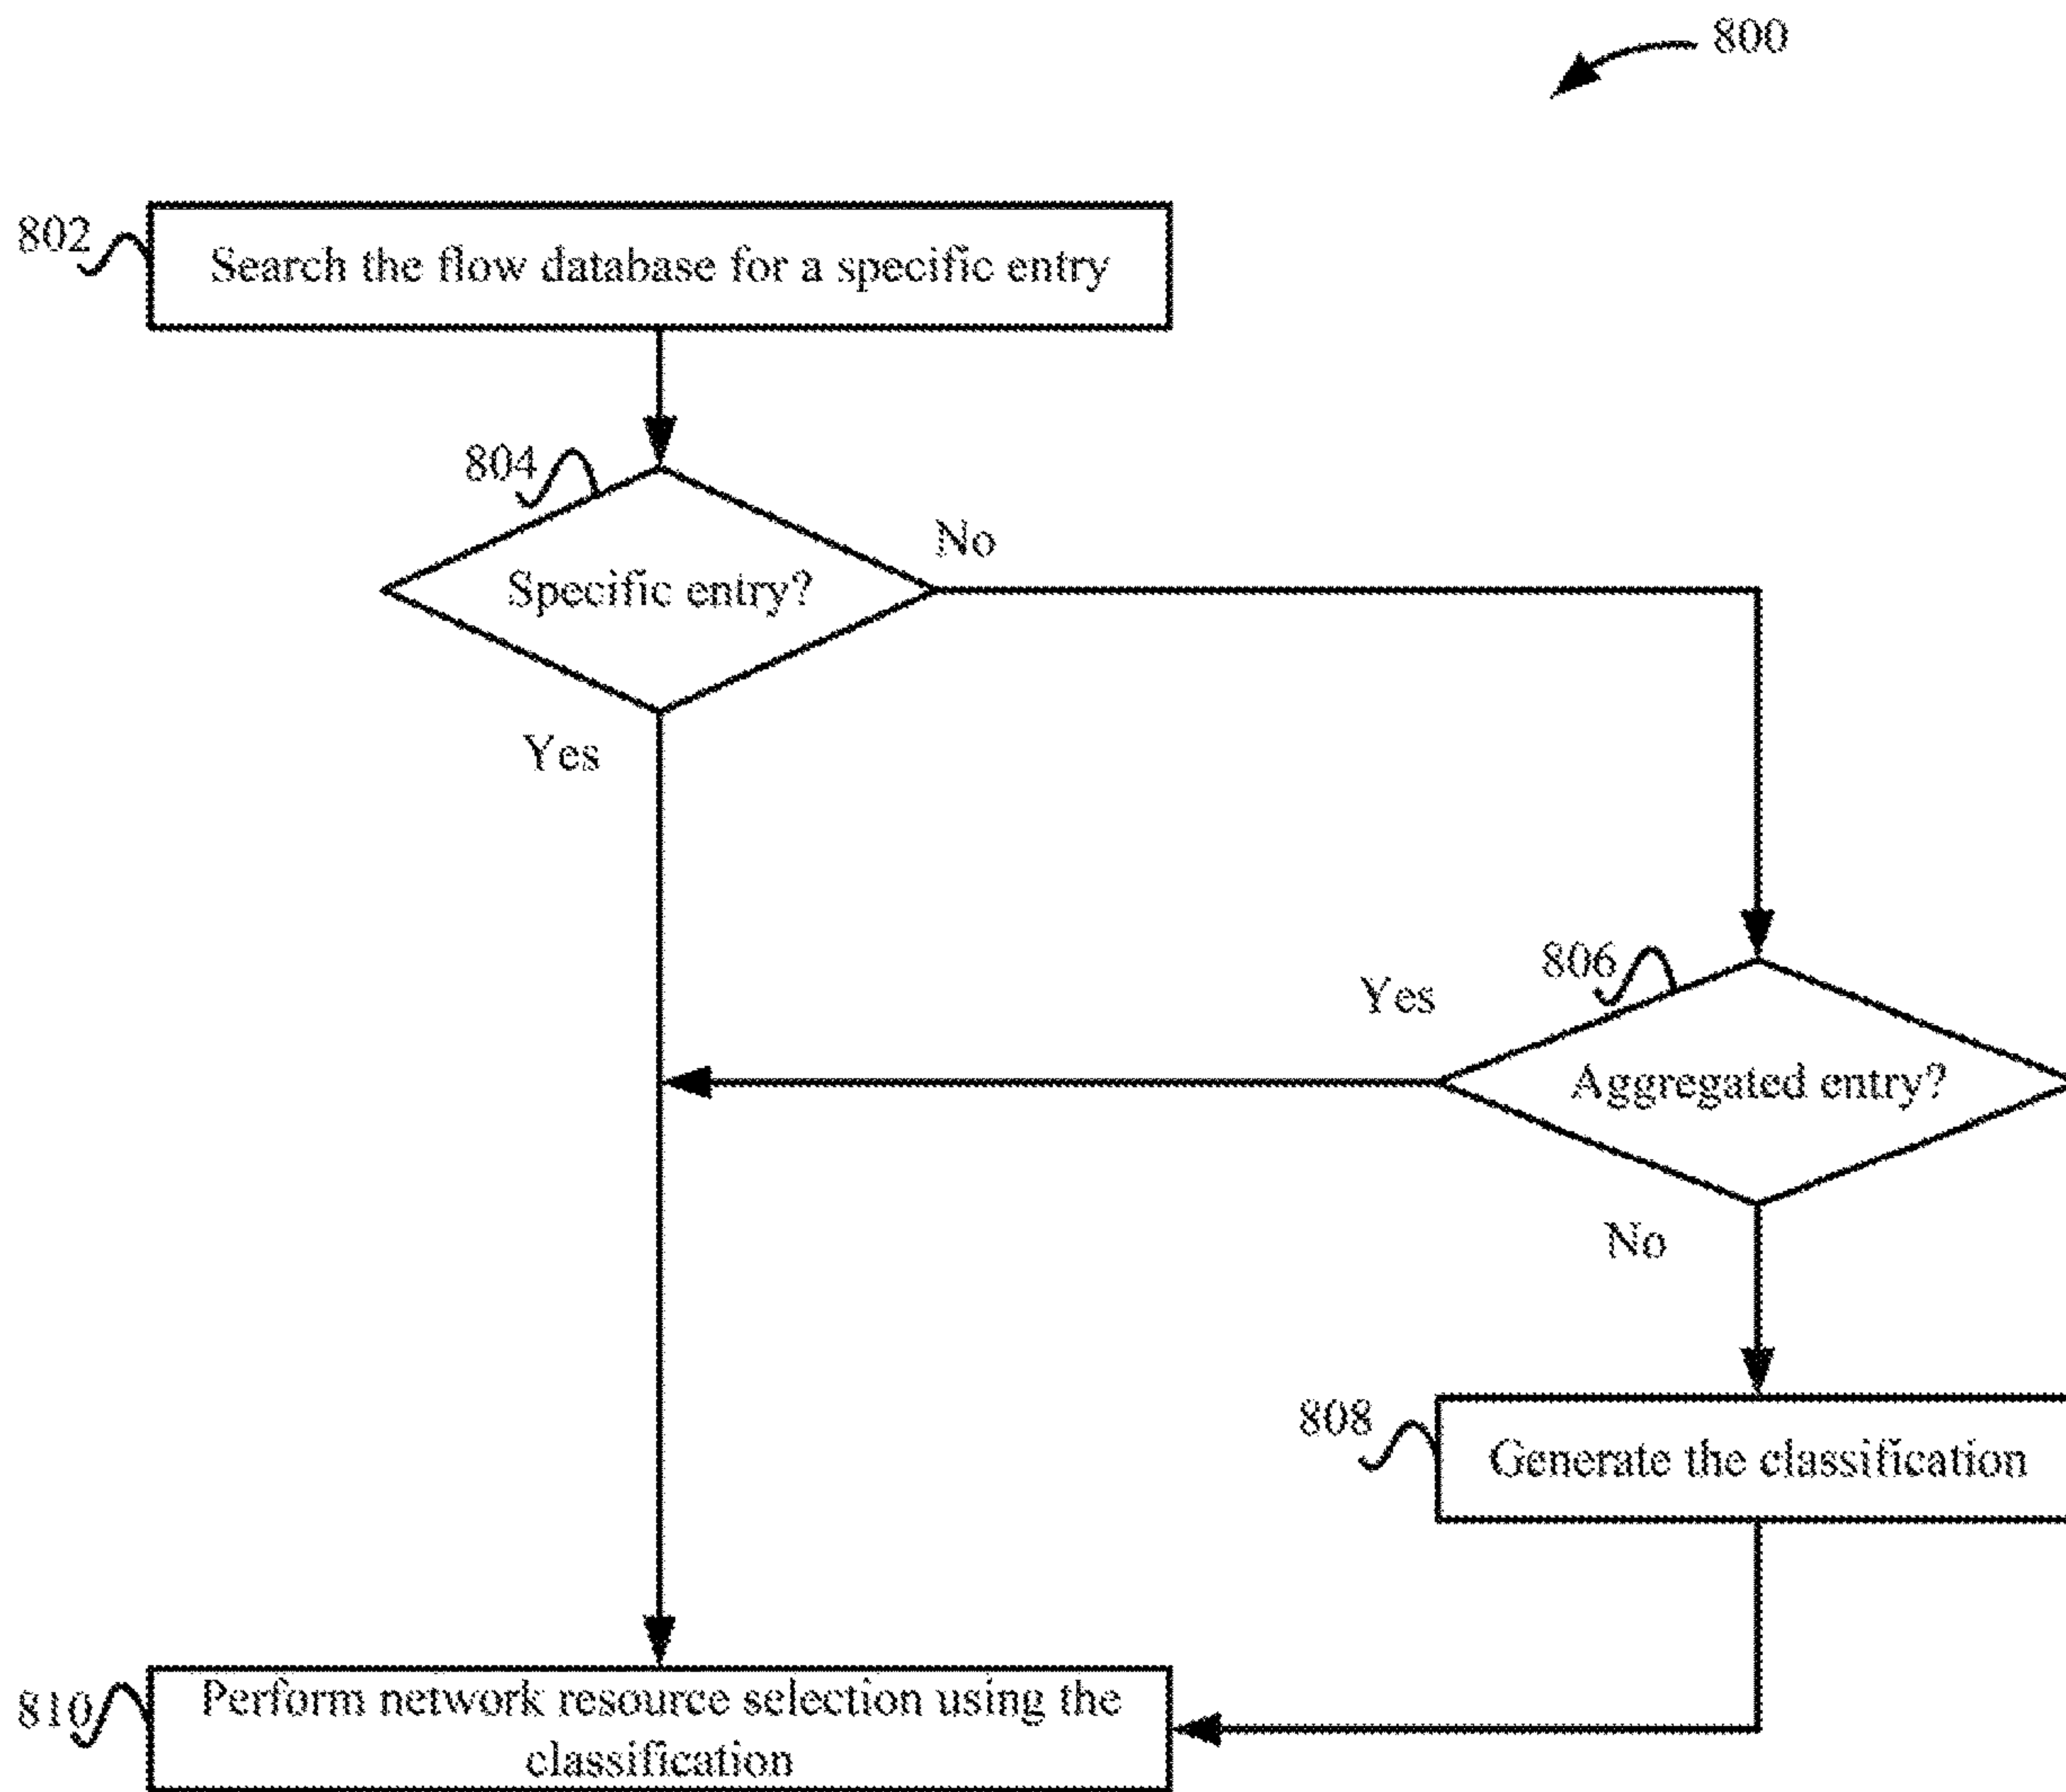 800
802
Search the flow database for a specific entry
804
No
Specific entry?
Yes
806
Yes
Aggregated entry?
No
808
Generate the classification
810
Perform network resource selection using the
classification